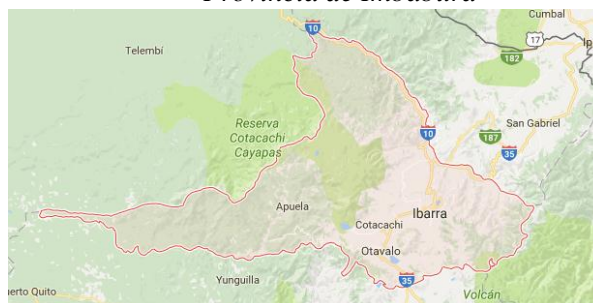 Provincia de Imbabura
Cumbal
10
17
Ip
Telembí
182
Reserva
Cotacachi
Cayapas
San Gabriel
10
187
35
Apuela
Ibarra
Cotacachi
Otavalo
Yunguilla
35
erto Quito
Volcán